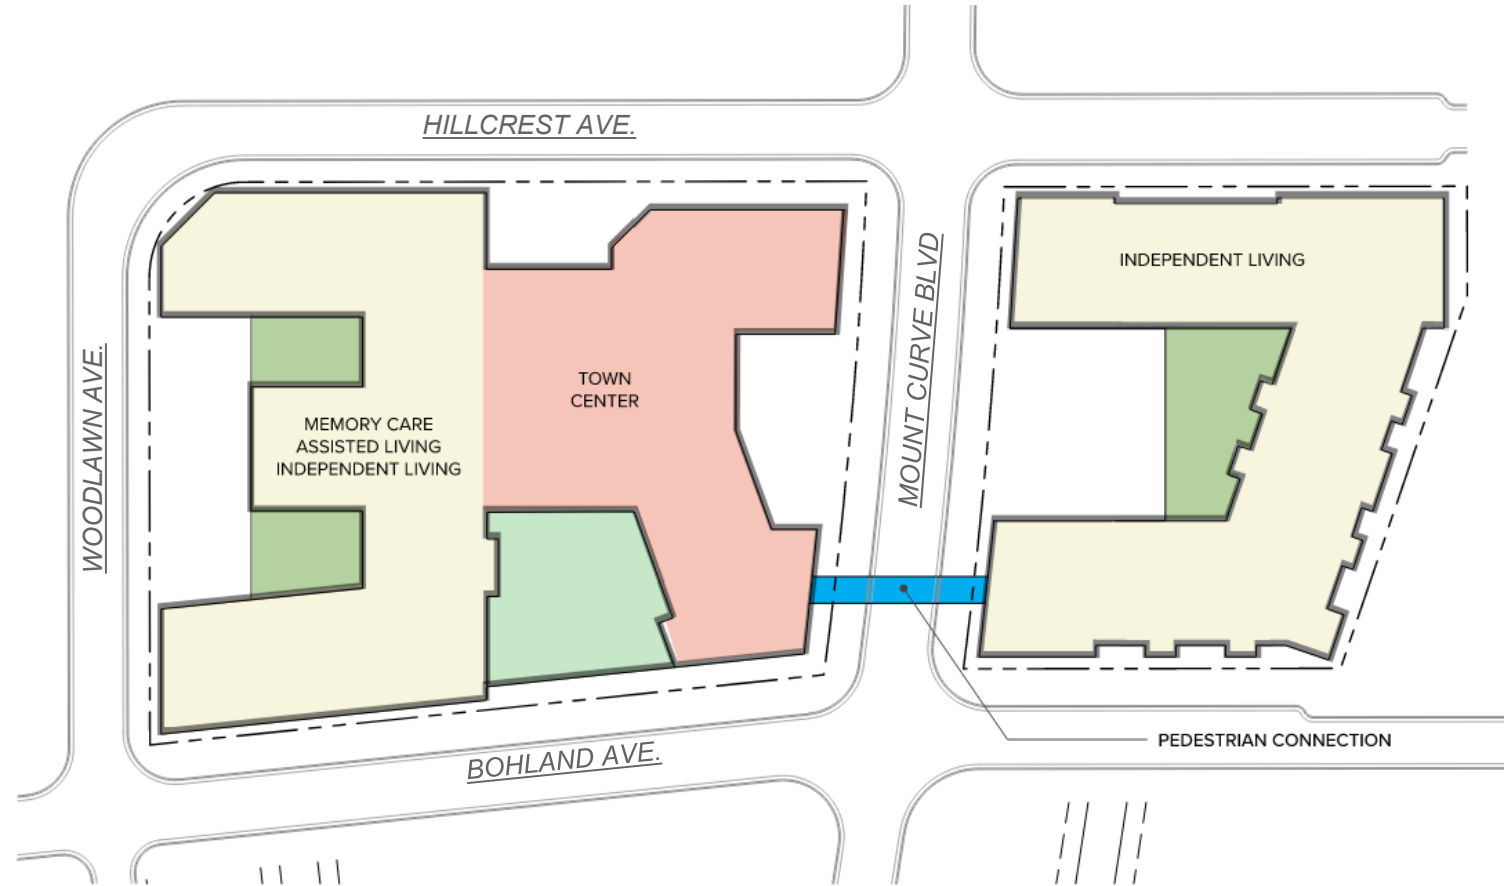 HILLCREST AVE.
WOODLAWN AVE.
MOUNT CURVE BLVD
INDEPENDENT LIVING
TOWN
CENTER
MEMORY CARE
ASSISTED LIVING
INDEPENDENT LIVING
BOHLAND AVE.
PEDESTRIAN CONNECTION